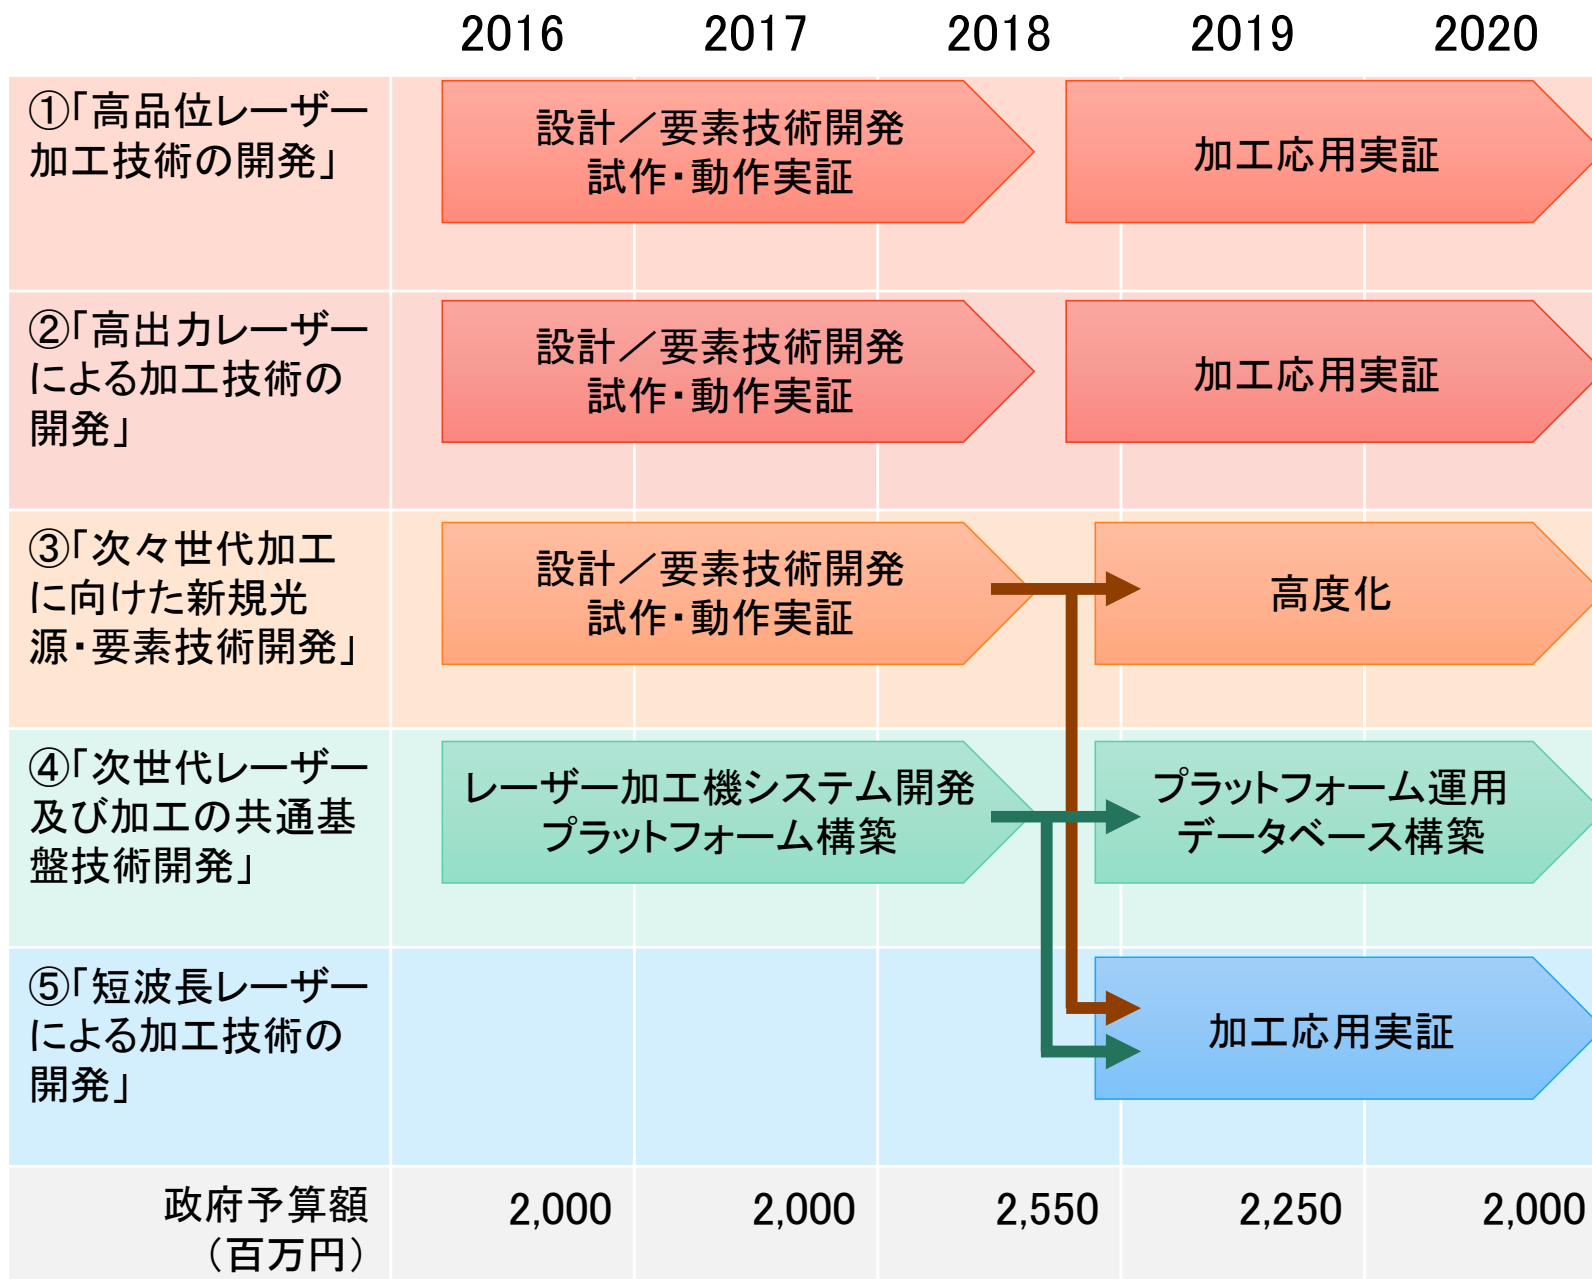 2016 2017 2018 2019 2020
①「高品位レーザー
加工技術の開発」
設計／要素技術開発
試作・動作実証
加工応用実証
②「高出力レーザー
による加工技術の
開発」
設計／要素技術開発
試作・動作実証
加工応用実証
③「次々世代加工
に向けた新規光
源・要素技術開発」
設計／要素技術開発
試作・動作実証
高度化
④「次世代レーザー
及び加工の共通基
盤技術開発」
レーザー加工機システム開発
プラットフォーム構築
プラットフォーム運用
データベース構築
⑤「短波長レーザー
による加工技術の
開発」
加工応用実証
政府予算額
（百万円）
2,000 2,000 2,550 2,250 2,000